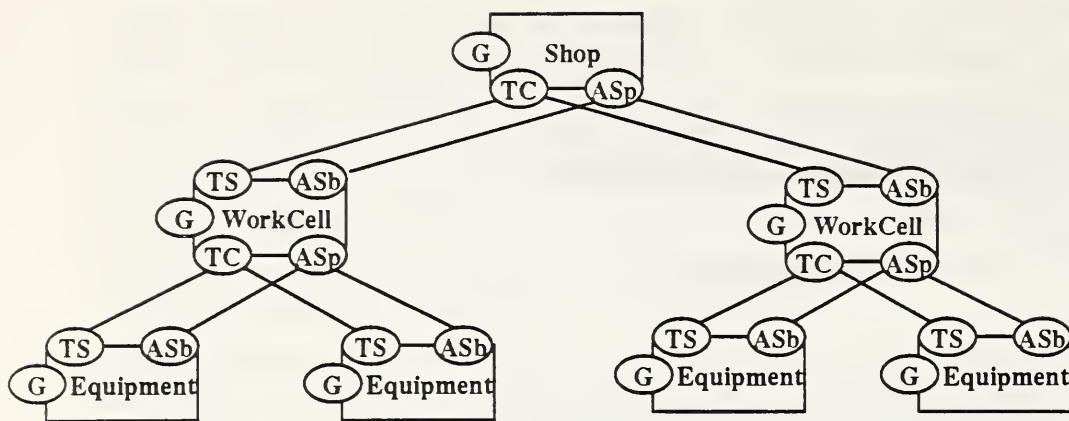 G Shop
TC ASp
TS ASb TS ASb
G WorkCell G WorkCell
TC ASp TC ASp
TS ASb TS ASb TS ASb TS ASb
G Equipment G Equipment G Equipment G Equipment